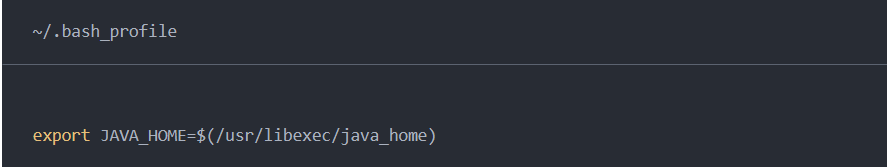 ~/.bash_profile
export JAVA_HOME=$(/usr/libexec/java_home)